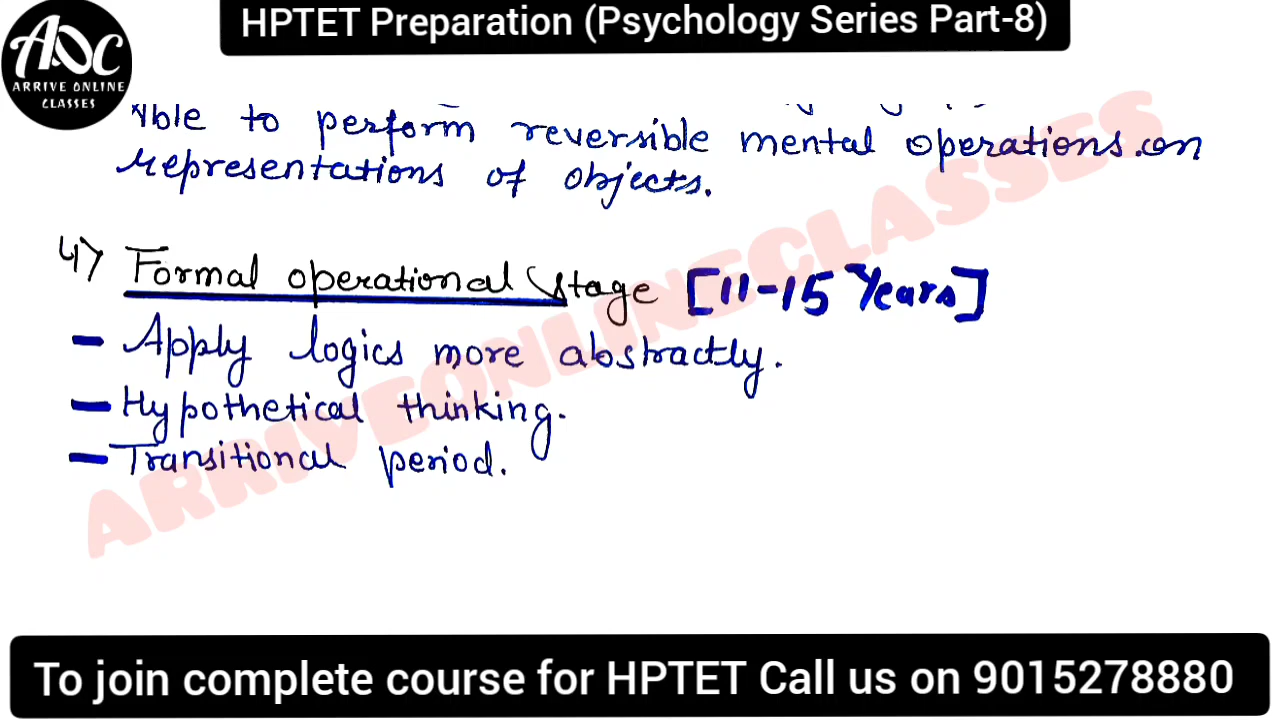 HPTET Preparation (Psychology Series Part-8)
ADC
ARRIVE ONLINE
CLASSES
to perform reversible mental operations on
representations of objects.
4) Formal operational stage [11-15 Years]
- Apply logics more abstractly.
- Hypothetical thinking.
- Transitional period.
ARRIVEONLINECLASSES
To join complete course for HPTET Call us on 9015278880